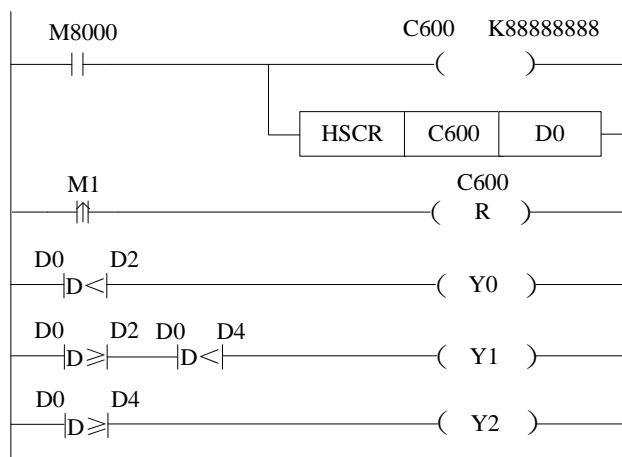 M8000 C600 K88888888
HSCR C600 D0
M1 C600
R
D0 D2
D< Y0
D0 D2 D0 D4
D≥ D< Y1
D0 D4
D≥ Y2